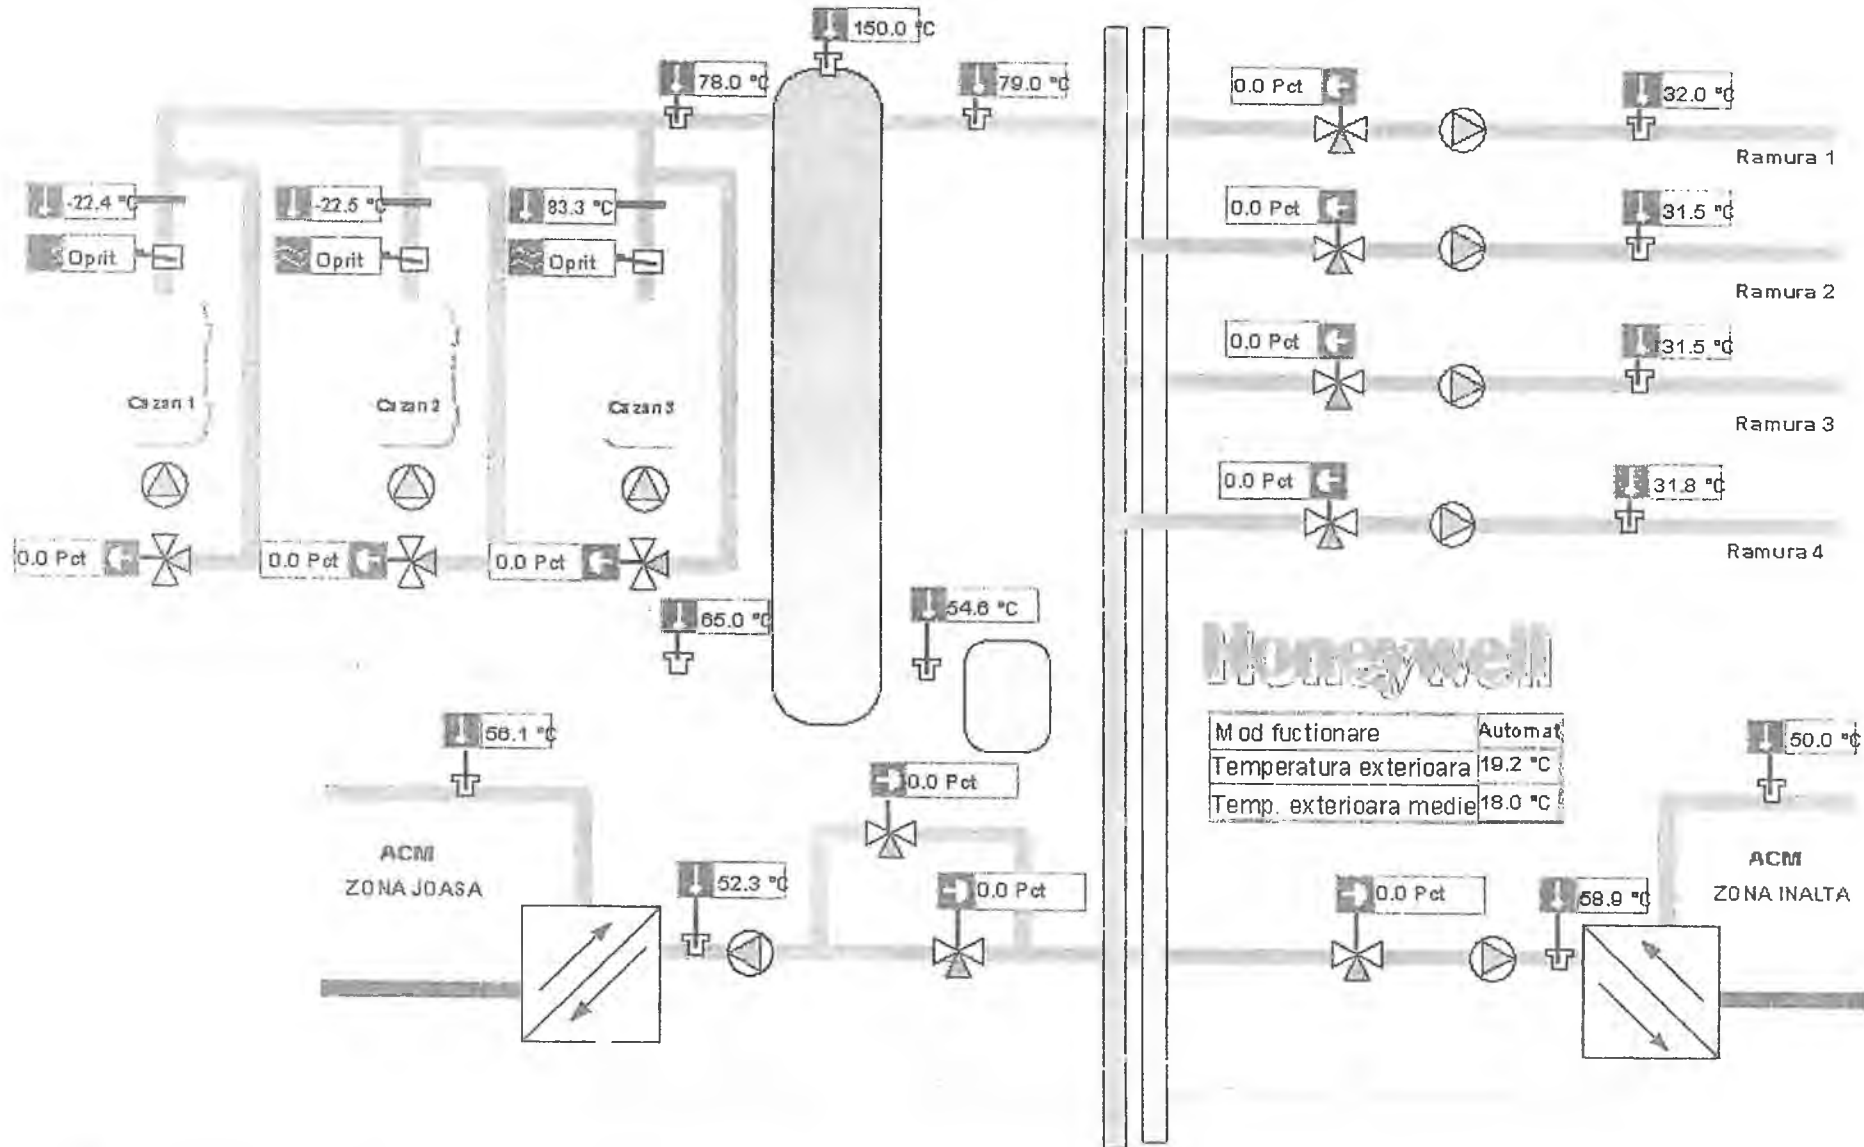 150.0 °C
78.0 °C
79.0 °C
0.0 Pct
32.0 °C
Ramura 1
-22.4 °C
-22.5 °C
83.3 °C
0.0 Pct
31.5 °C
Oprit
Oprit
Oprit
Ramura 2
0.0 Pct
31.5 °C
Cazan 1
Cazan 2
Cazan 3
Ramura 3
0.0 Pct
31.8 °C
0.0 Pct
0.0 Pct
0.0 Pct
Ramura 4
65.0 °C
54.6 °C
Honeywell
56.1 °C
Mod fuctionare Automat
50.0 °C
Temperatura exterioara 19.2 °C
0.0 Pct
Temp. exterioara medie 18.0 °C
ACM
ZONA JOASA
52.3 °C
0.0 Pct
0.0 Pct
58.9 °C
ACM
ZONA INALTA